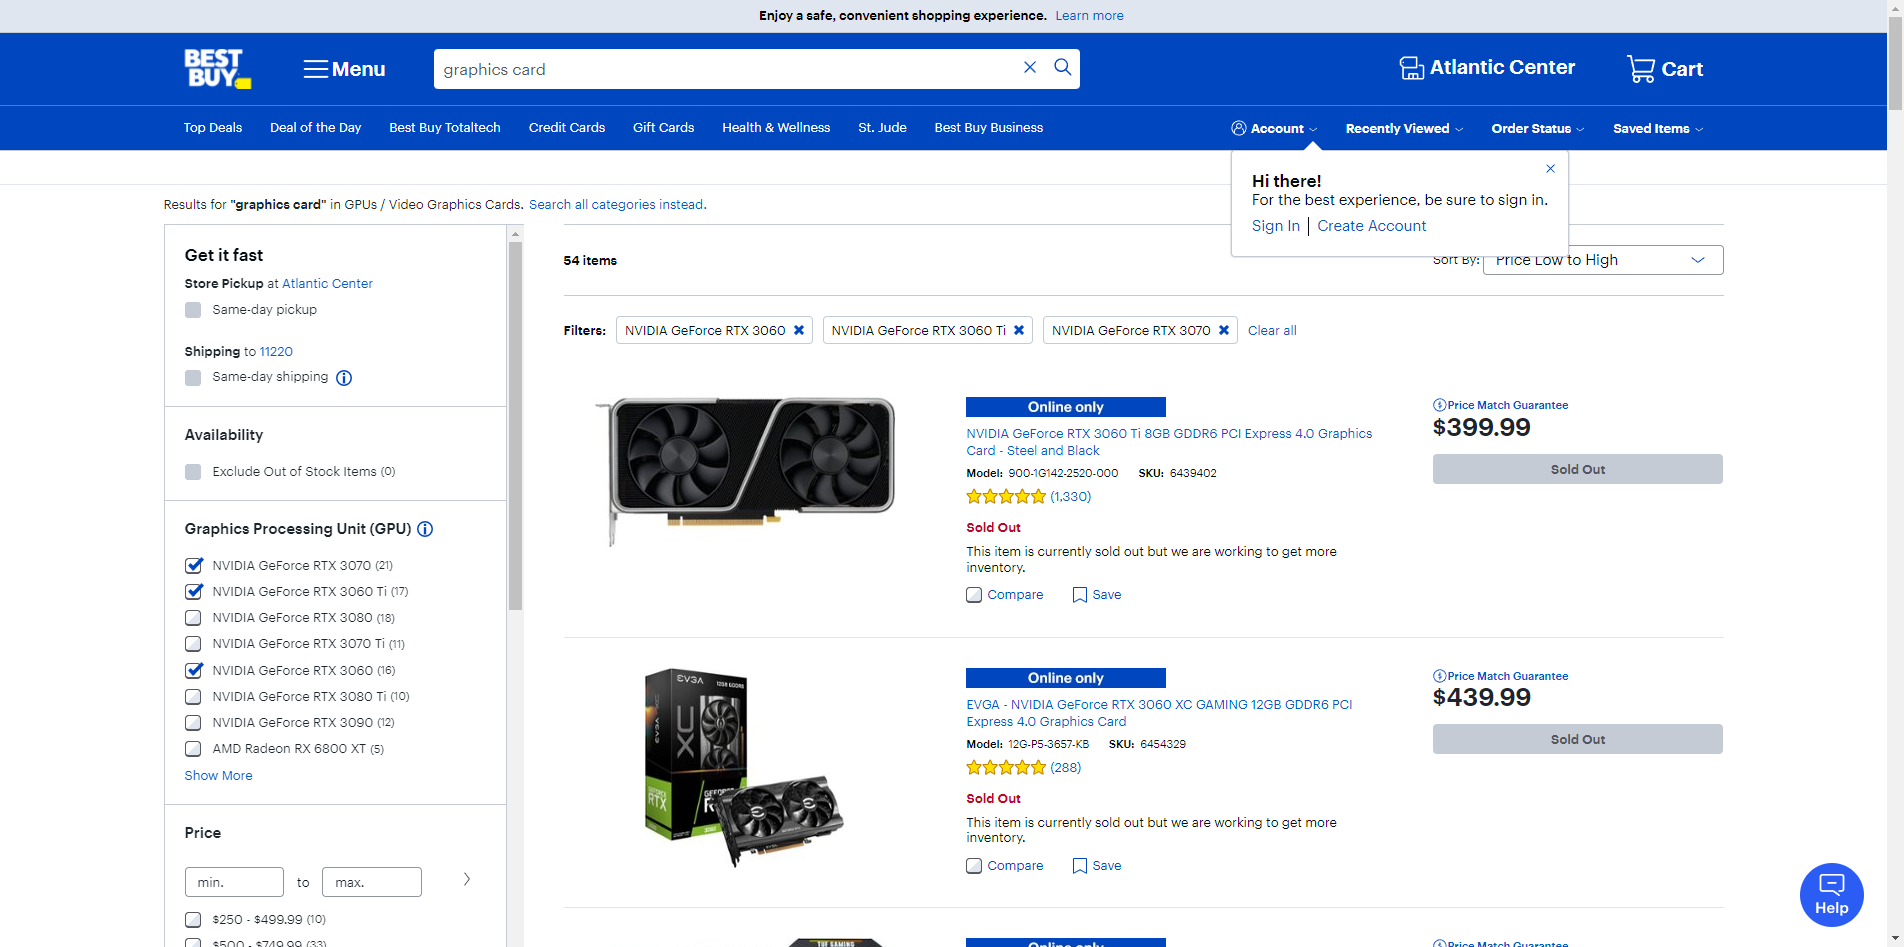 Enjoy a safe, convenient shopping experience. Learn more
BEST BUY
Menu
graphics card
Atlantic Center
Cart
Top Deals
Deal of the Day
Best Buy Totaltech
Credit Cards
Gift Cards
Health & Wellness
St. Jude
Best Buy Business
Account
Recently Viewed
Order Status
Saved Items
Hi there!
For the best experience, be sure to sign in.
Sign In | Create Account
Results for "graphics card" in GPUs / Video Graphics Cards. Search all categories instead.
Get it fast
Store Pickup at Atlantic Center
Same-day pickup
Shipping to 11220
Same-day shipping
Availability
Exclude Out of Stock Items (0)
Graphics Processing Unit (GPU)
NVIDIA GeForce RTX 3070 (21)
NVIDIA GeForce RTX 3060 Ti (17)
NVIDIA GeForce RTX 3080 (18)
NVIDIA GeForce RTX 3070 Ti (11)
NVIDIA GeForce RTX 3060 (16)
NVIDIA GeForce RTX 3080 Ti (10)
NVIDIA GeForce RTX 3090 (12)
AMD Radeon RX 6800 XT (5)
Show More
Price
min.
to
max.
$250 - $499.99 (10)
$500 - $749.99 (33)
54 items
Sort By: Price Low to High
Filters:
NVIDIA GeForce RTX 3060
NVIDIA GeForce RTX 3060 Ti
NVIDIA GeForce RTX 3070
Clear all
Online only
NVIDIA GeForce RTX 3060 Ti 8GB GDDR6 PCI Express 4.0 Graphics
Card - Steel and Black
Model: 900-1G142-2520-000 SKU: 6439402
(1,330)
Sold Out
This item is currently sold out but we are working to get more
inventory.
Compare
Save
Price Match Guarantee
$399.99
Sold Out
EVGA
12GB GDDR6
XC
GEFORCE RTX
Online only
EVGA - NVIDIA GeForce RTX 3060 XC GAMING 12GB GDDR6 PCI
Express 4.0 Graphics Card
Model: 12G-P5-3657-KB SKU: 6454329
(288)
Sold Out
This item is currently sold out but we are working to get more
inventory.
Compare
Save
Price Match Guarantee
$439.99
Sold Out
TUF GAMING
Online only
Price Match Guarantee
Help